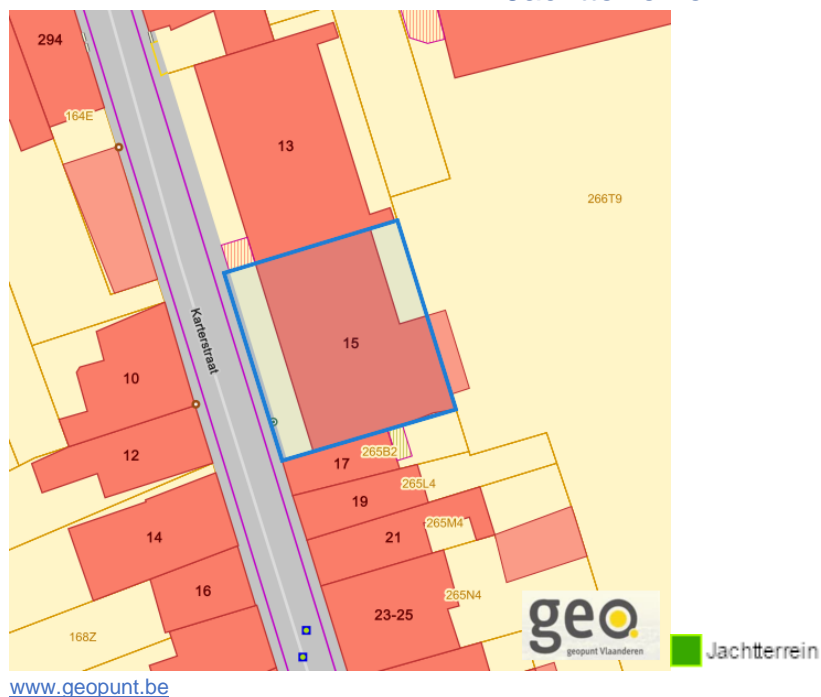 294
164E
13
266T9
Karterstraat
15
10
12
17
265B2
19
265L4
14
21
265M4
16
23-25
265N4
168Z
geo
geopunt Vlaanderen
Jachtterrein
www.geopunt.be